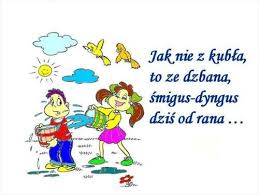 Jak nie z kubła,
to ze dzbana,
śmigus-dyngus
dziś od rana ...